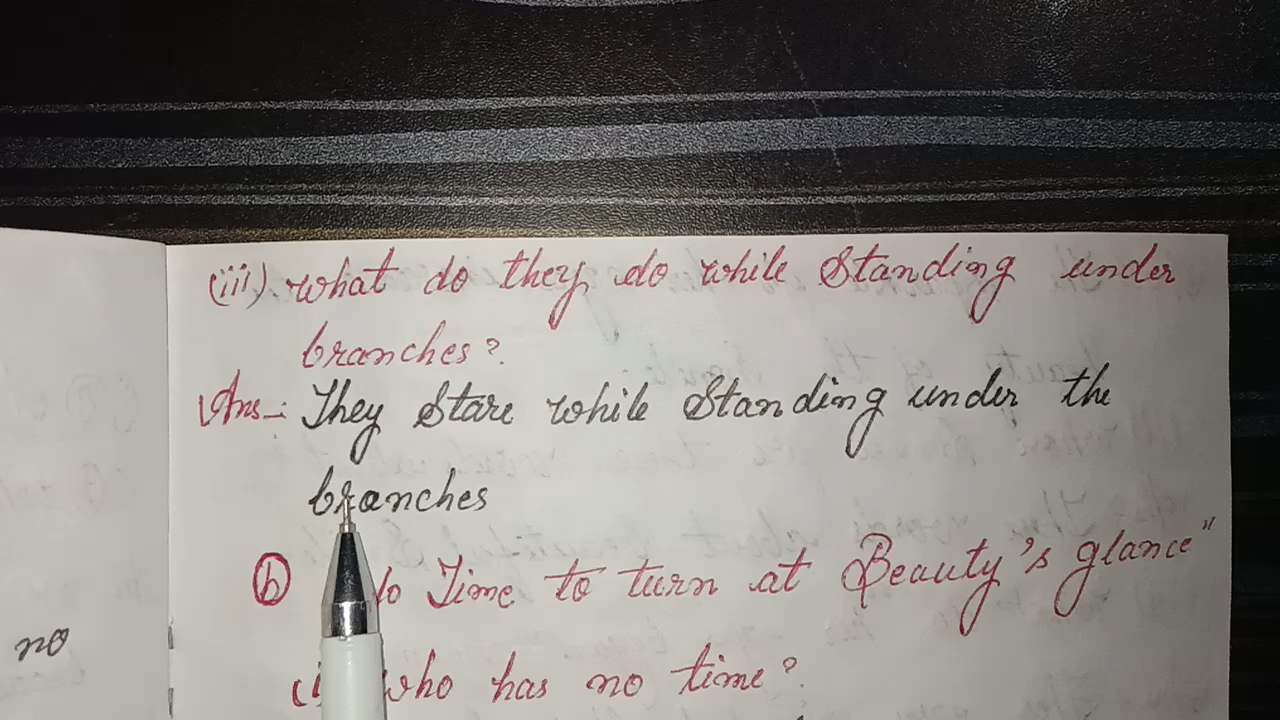 (iii). what do they do while standing under
branches?
Ans-: They stare while standing under the
branches
(b) To Time to turn at Beauty's glance"
(i) who has no time?
no